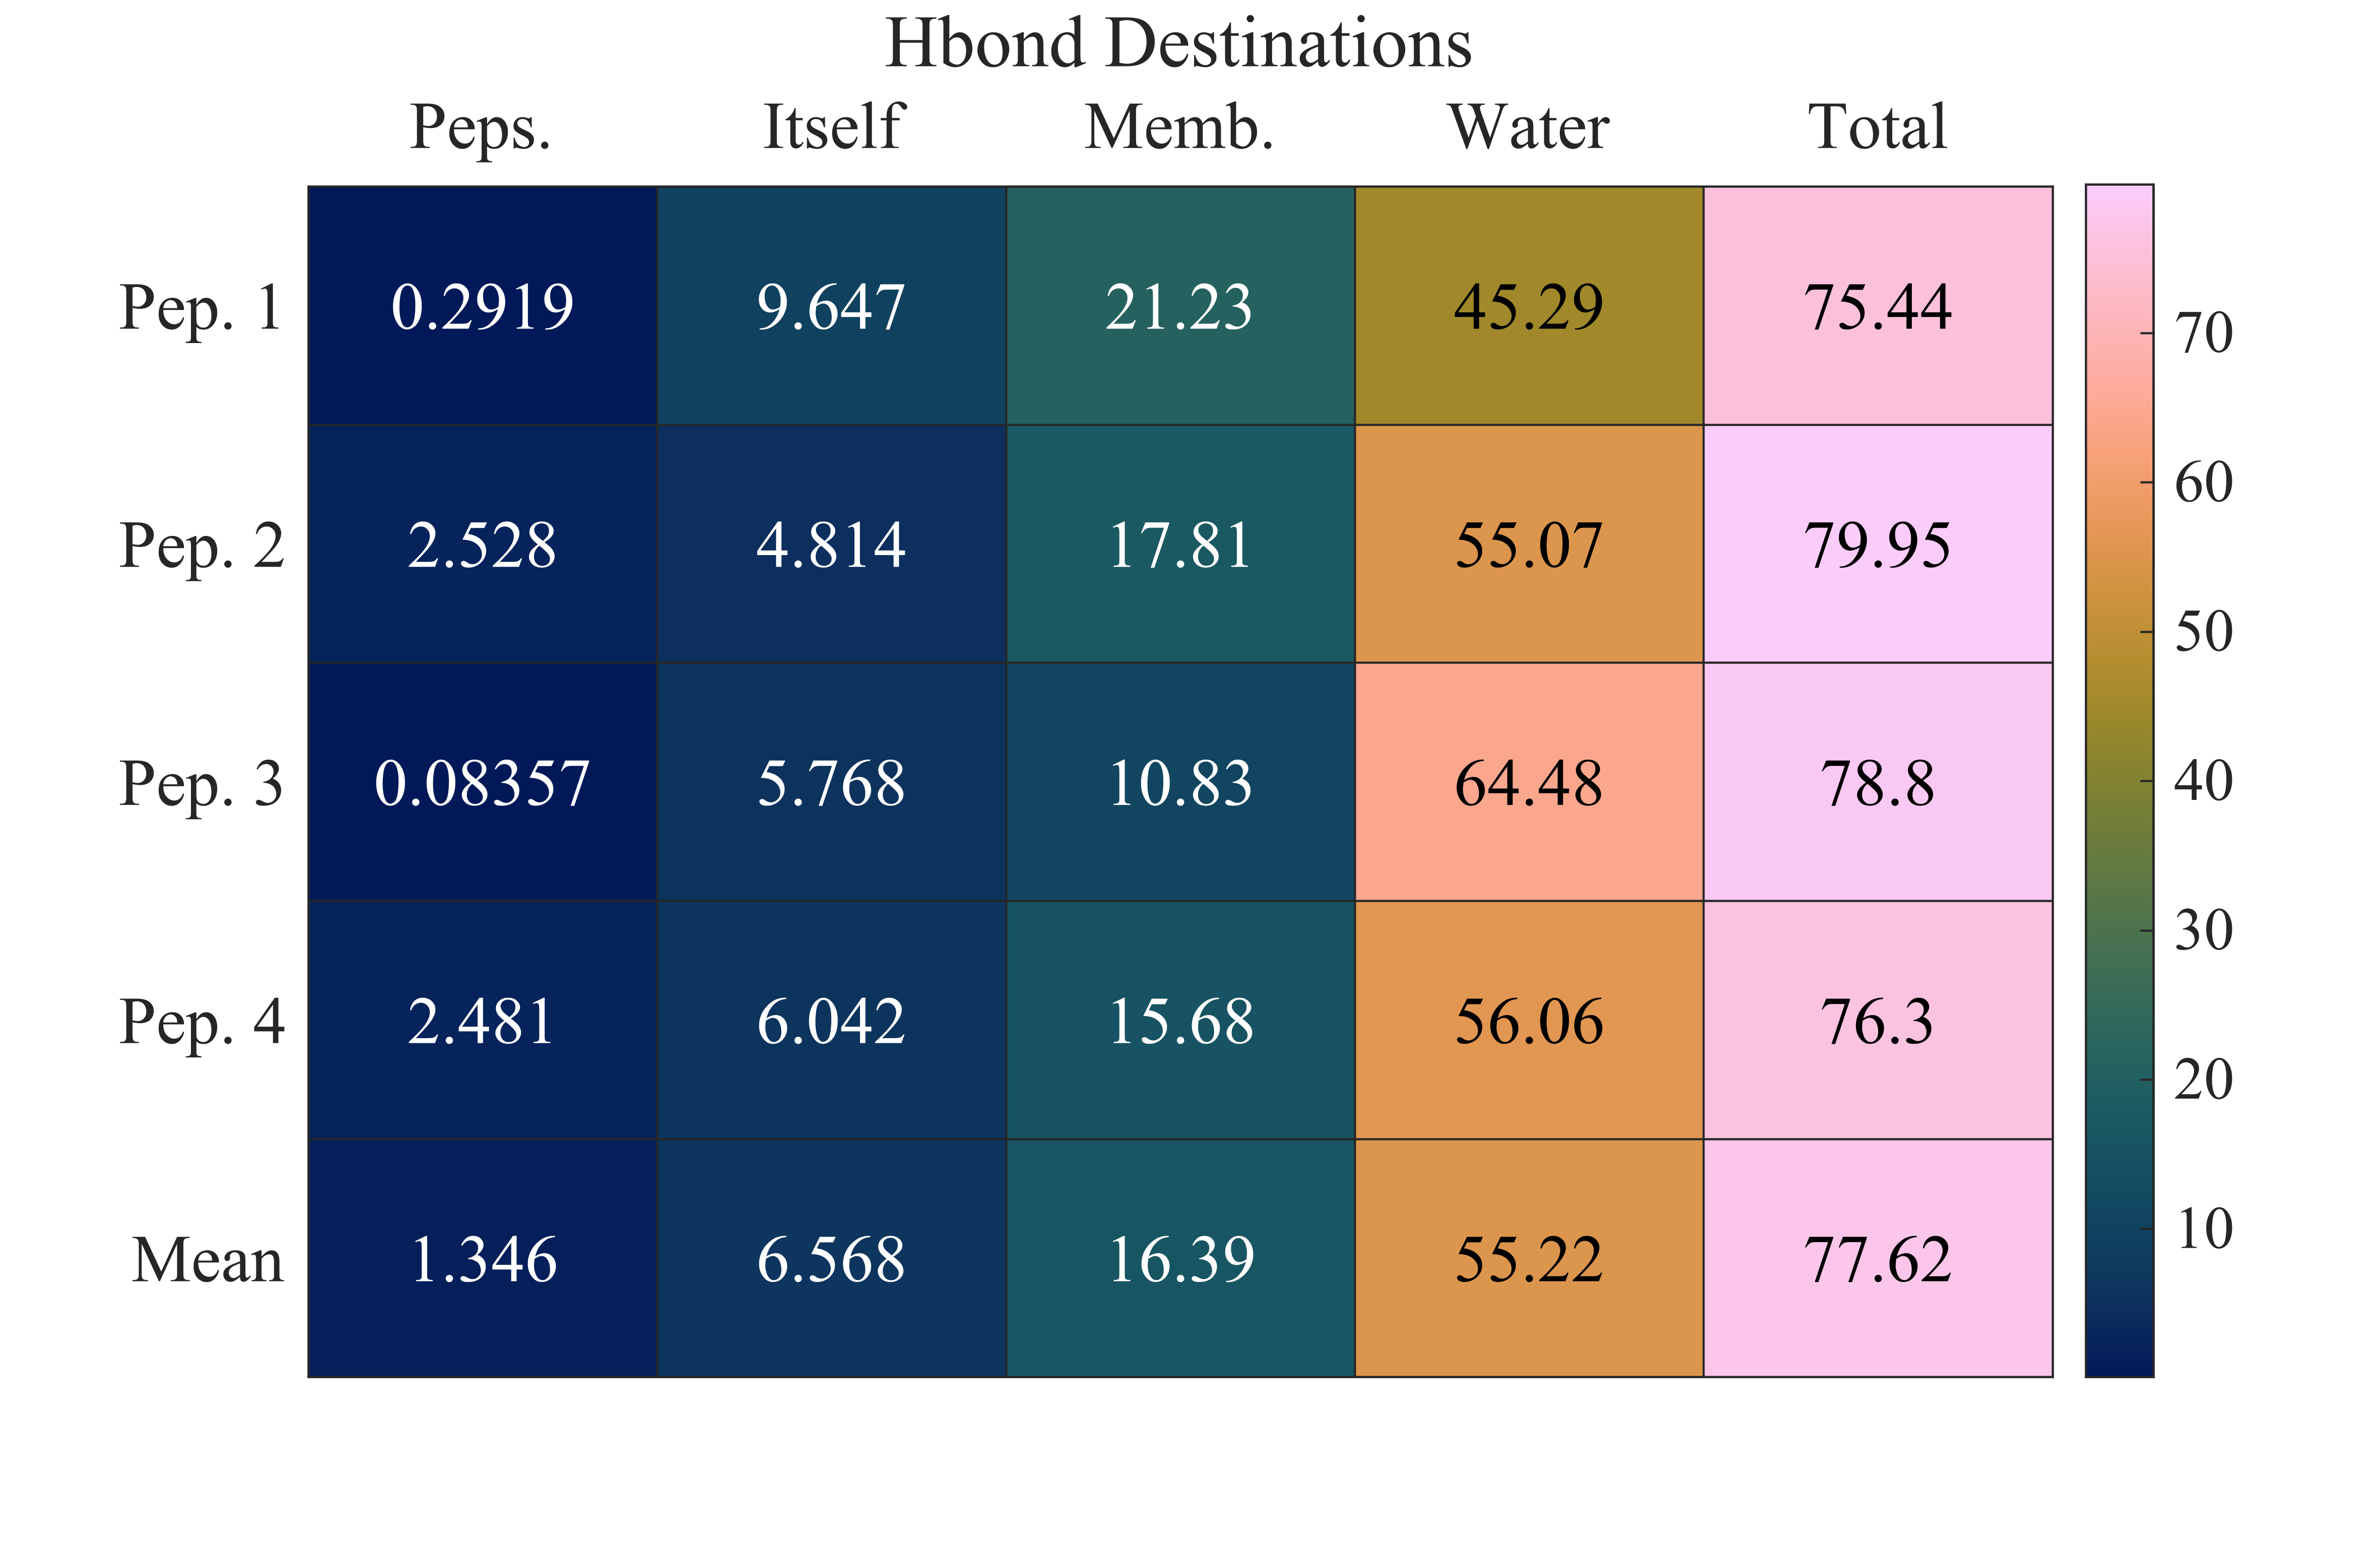 Hbond Destinations
Peps. Itself Memb. Water Total
Pep. 1 0.2919 9.647 21.23 45.29 75.44
70
60
Pep. 2 2.528 4.814 17.81 55.07 79.95
50
Pep. 3 0.08357 5.768 10.83 64.48 78.8
40
30
Pep. 4 2.481 6.042 15.68 56.06 76.3
20
Mean 1.346 6.568 16.39 55.22 77.62
10